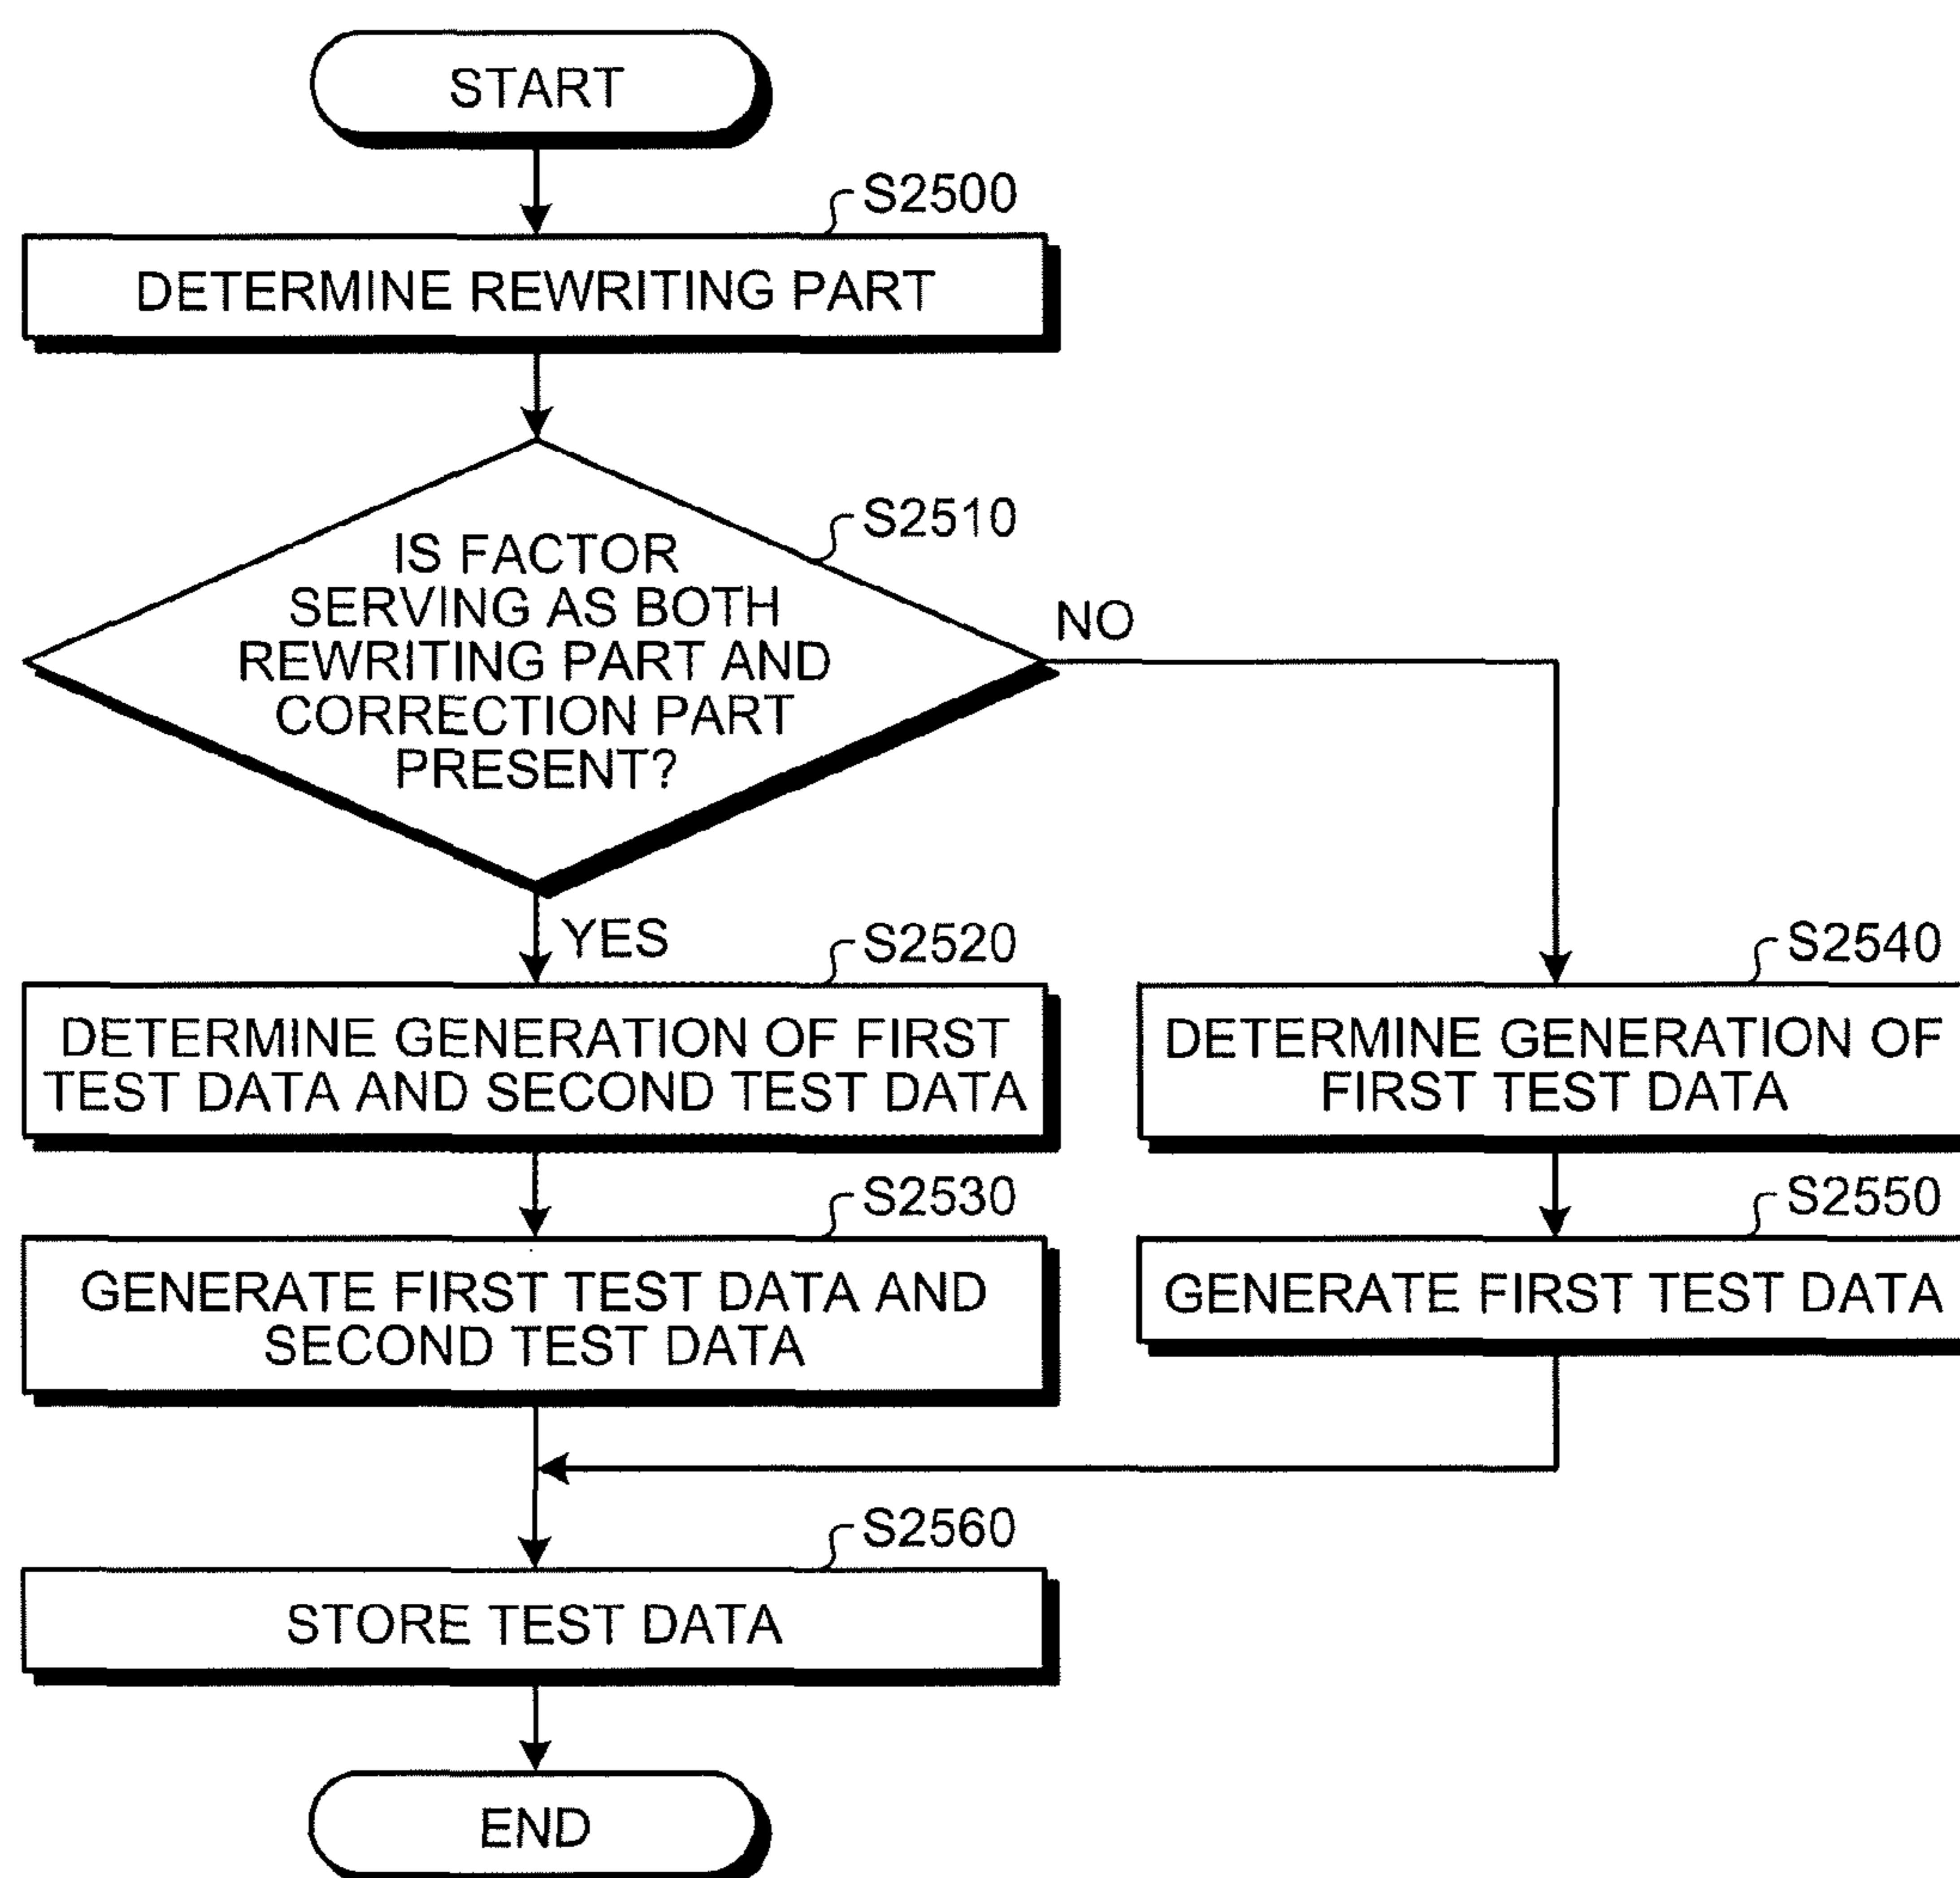 START
S2500
DETERMINE REWRITING PART
S2510
IS FACTOR
SERVING AS BOTH
REWRITING PART AND
CORRECTION PART
PRESENT?
NO
YES
S2520
DETERMINE GENERATION OF FIRST
TEST DATA AND SECOND TEST DATA
S2540
DETERMINE GENERATION OF
FIRST TEST DATA
S2530
GENERATE FIRST TEST DATA AND
SECOND TEST DATA
S2550
GENERATE FIRST TEST DATA
S2560
STORE TEST DATA
END